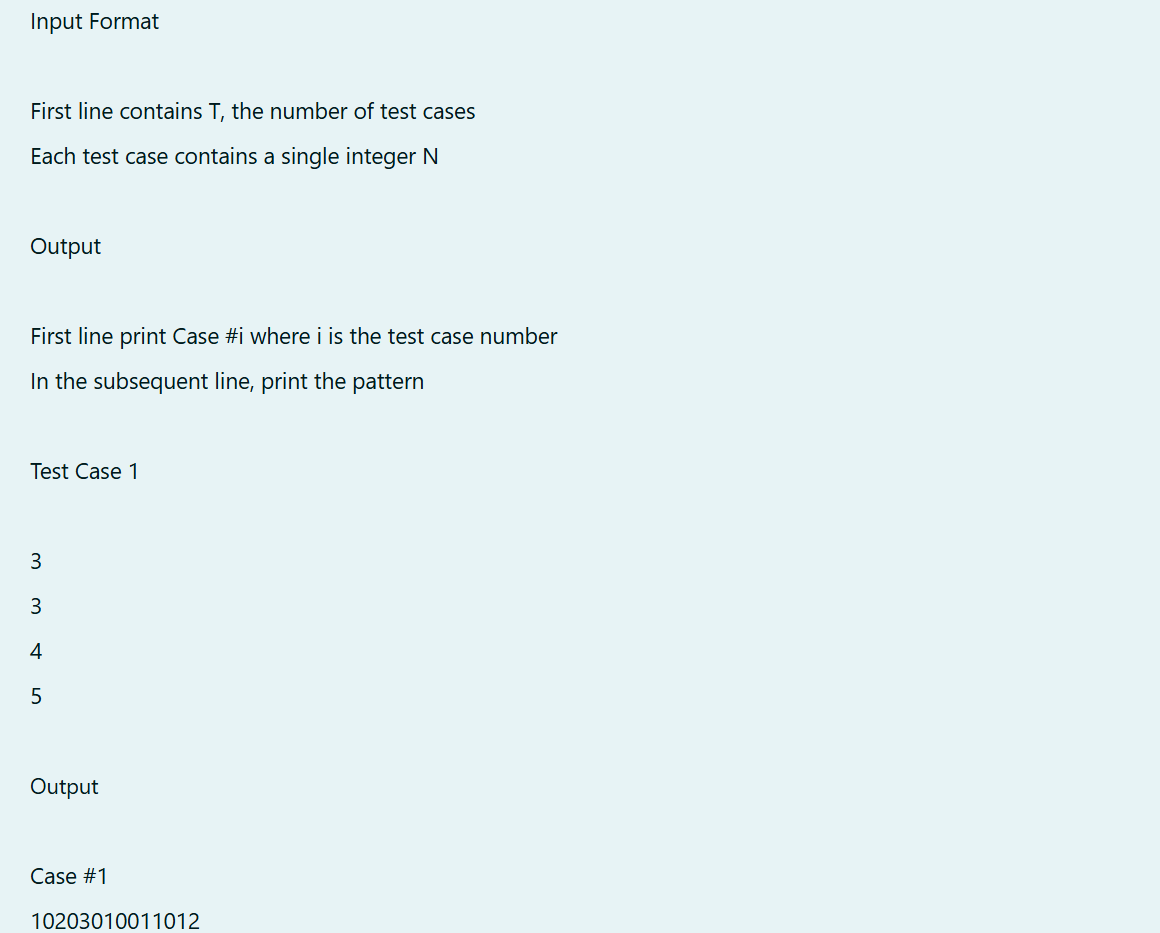 Input Format
First line contains T, the number of test cases
Each test case contains a single integer N
Output
First line print Case #i where i is the test case number
In the subsequent line, print the pattern
Test Case 1
3
3
4
5
Output
Case #1
10203010011012